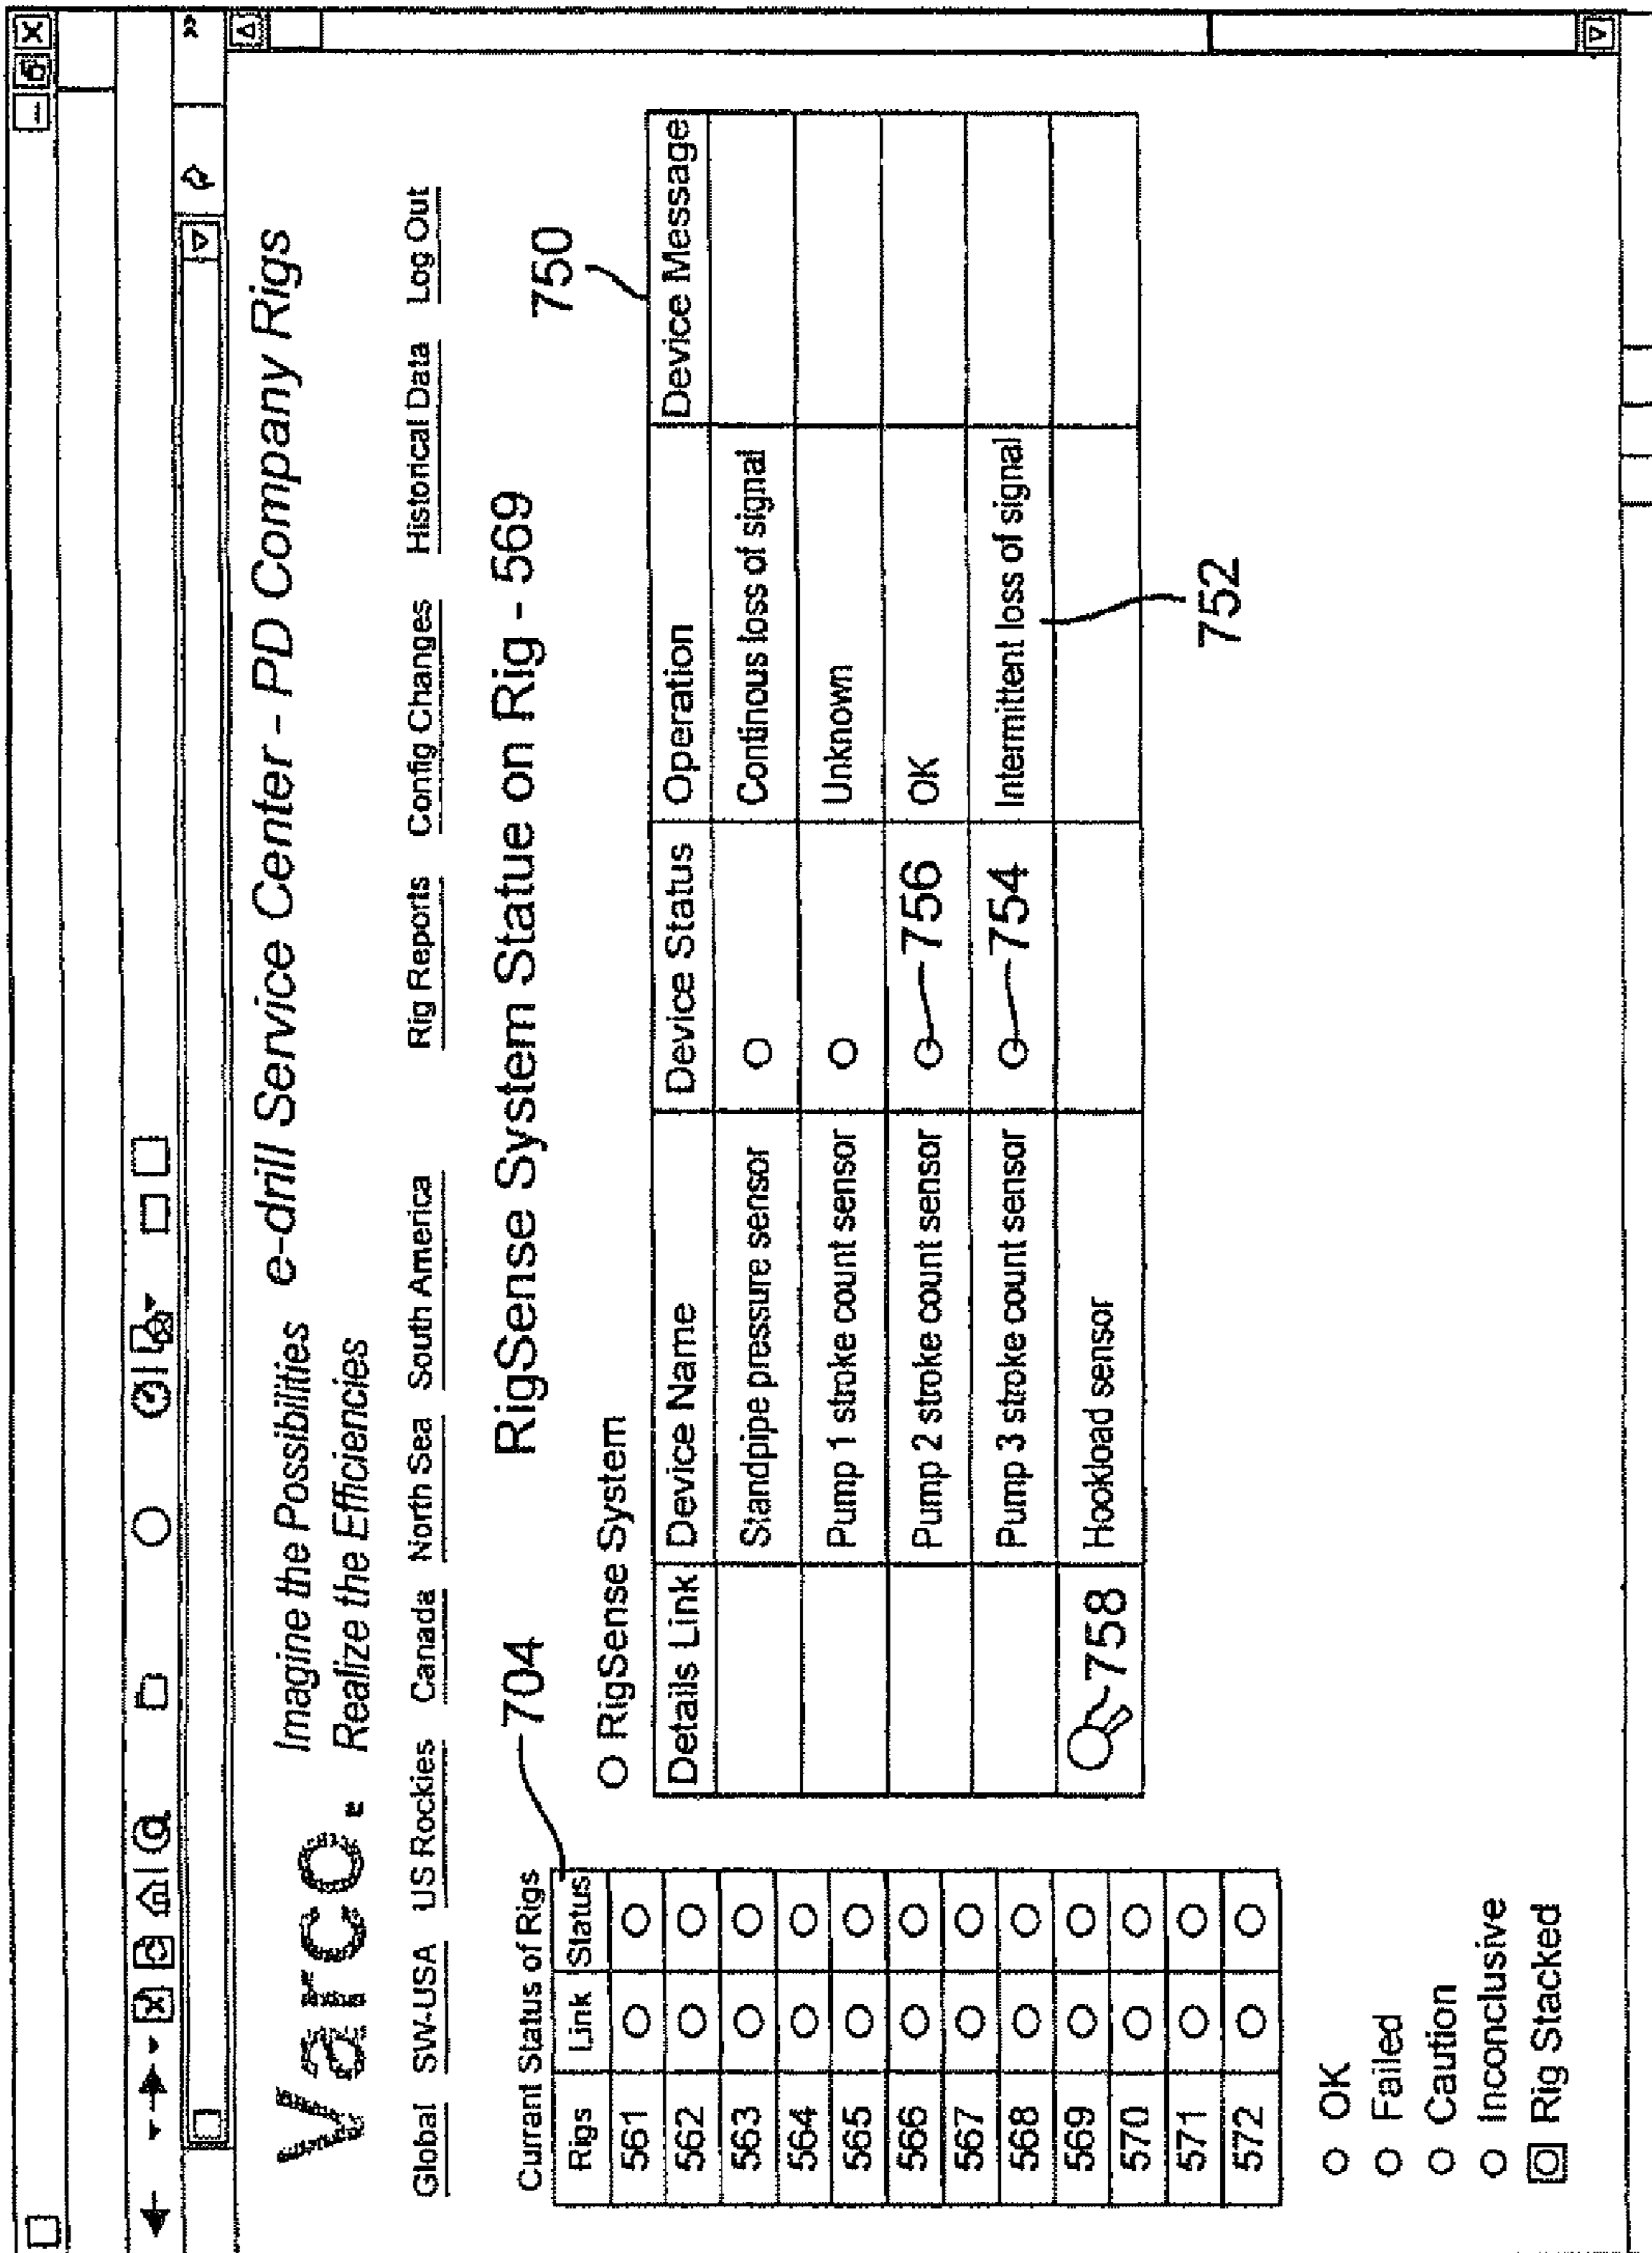 Varco. Imagine the Possibilities e-drill Service Center - PD Company Rigs
Realize the Efficiencies
Global SW-USA US Rockies Canada North Sea South America Rig Reports Config Changes Historical Data Log Out
RigSense System Statue on Rig - 569
704
750
Currant Status of Rigs
Rigs Link Status
561
562
563
564
565
566
567
568
569
570
571
572
RigSense System
Details Link Device Name Device Status Operation Device Message
Standpipe pressure sensor Continous loss of signal
Pump 1 stroke count sensor Unknown
Pump 2 stroke count sensor 756 OK
Pump 3 stroke count sensor 754 Intermittent loss of signal
758 Hookload sensor
752
OK
Failed
Caution
Inconclusive
Rig Stacked